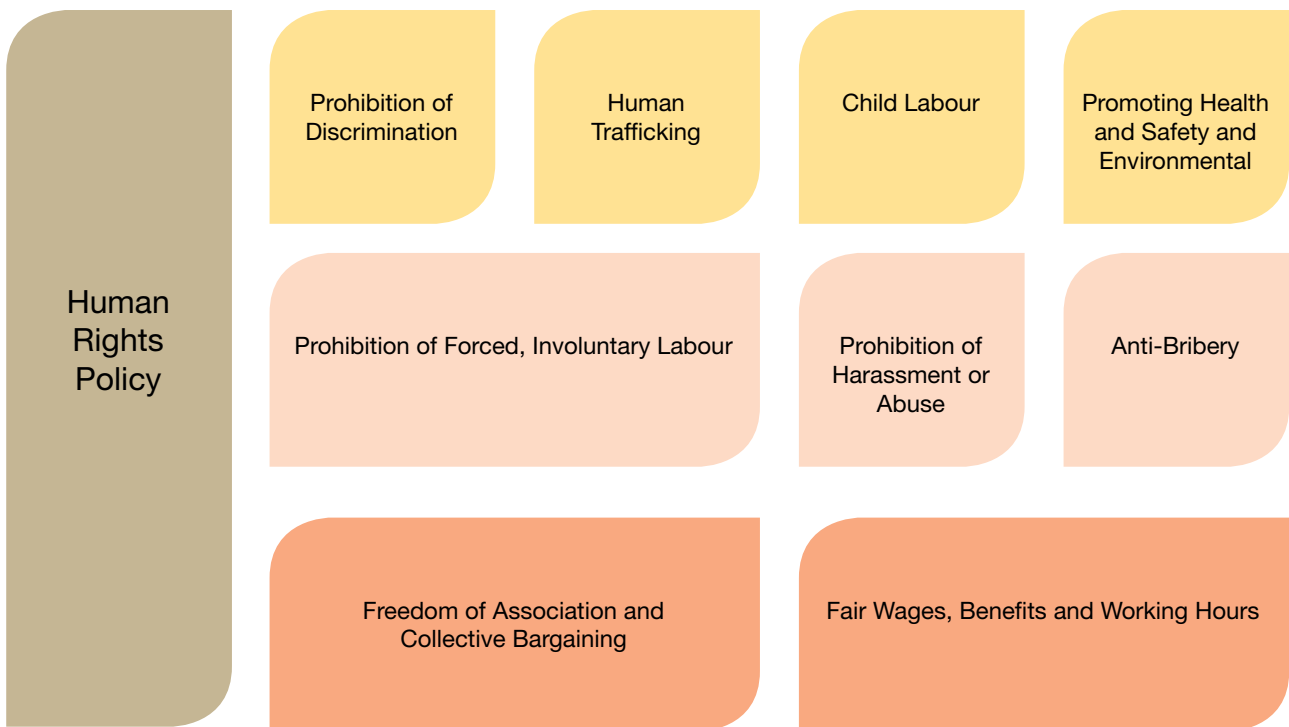 Human
Rights
Policy
Prohibition of
Discrimination
Human
Trafficking
Child Labour
Promoting Health
and Safety and
Environmental
Prohibition of Forced, Involuntary Labour
Prohibition of
Harassment or
Abuse
Anti-Bribery
Freedom of Association and
Collective Bargaining
Fair Wages, Benefits and Working Hours